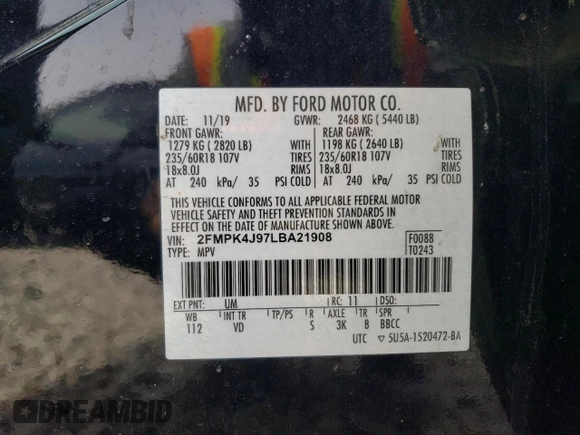 MFD. BY FORD MOTOR CO.
DATE: 11/19 GVWR: 2468 KG ( 5440 LB)
FRONT GAWR: REAR GAWR:
1279 KG ( 2820 LB) WITH 1198 KG ( 2640 LB) WITH
235/60R18 107V TIRES 235/60R18 107V TIRES
18x8.0J RIMS 18x8.0J RIMS
AT 240 kPa/ 35 PSI COLD AT 240 kPa/ 35 PSI COLD
THIS VEHICLE CONFORMS TO ALL APPLICABLE FEDERAL MOTOR
VEHICLE SAFETY AND THEFT PREVENTION STANDARDS IN
EFFECT ON THE DATE OF MANUFACTURE SHOWN ABOVE.
VIN: 2FMPK4J97LBA21908 F0088
TYPE: MPV T0243
EXT PNT: UM RC: 11 DSO:
WB INT TR TP/PS R AXLE TR SPR
112 VD S 3K 8 BBCC
UTC 5U5A-1520472-BA
DREAMBID